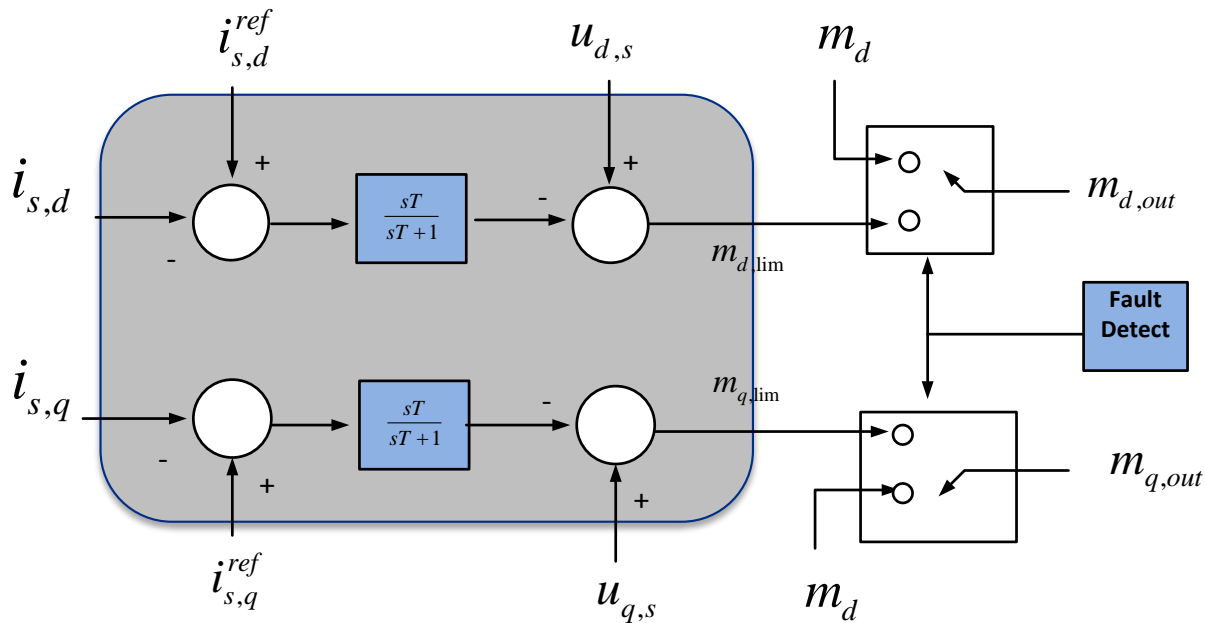 i_{s,d}^{ref}
u_{d,s}
m_d
+
+
i_{s,d}
sT
sT+1
-
-
m_{d,lim}
m_{d,out}
Fault
Detect
i_{s,q}
sT
sT+1
-
-
m_{q,lim}
+
+
m_{q,out}
i_{s,q}^{ref}
u_{q,s}
m_d